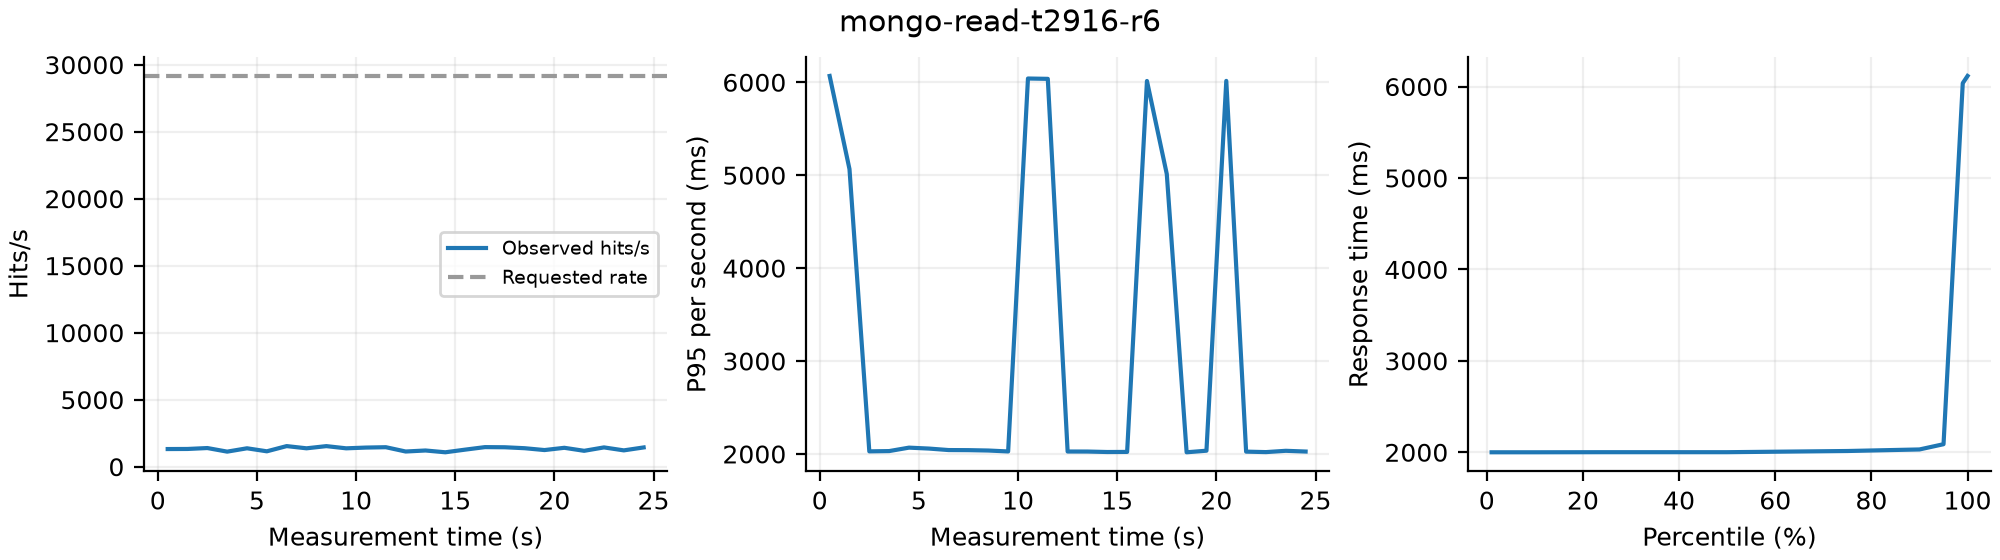 mongo-read-t2916-r6
Hits/s
30000
25000
20000
15000
10000
5000
0
Observed hits/s
Requested rate
0 5 10 15 20 25
Measurement time (s)
P95 per second (ms)
6000
5000
4000
3000
2000
0 5 10 15 20 25
Measurement time (s)
Response time (ms)
6000
5000
4000
3000
2000
0 20 40 60 80 100
Percentile (%)